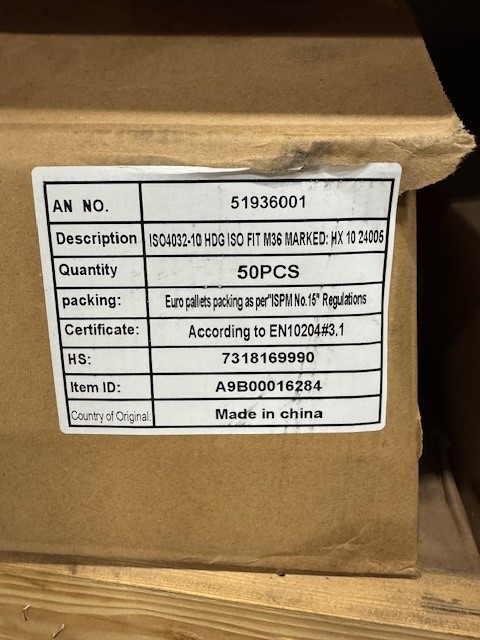 AN NO. 51936001
Description ISO4032-10 HDG ISO FIT M36 MARKED: HX 10 24005
Quantity 50PCS
packing: Euro pallets packing as per"ISPM No.15" Regulations
Certificate: According to EN10204#3.1
HS: 7318169990
Item ID: A9B00016284
Country of Original: Made in china